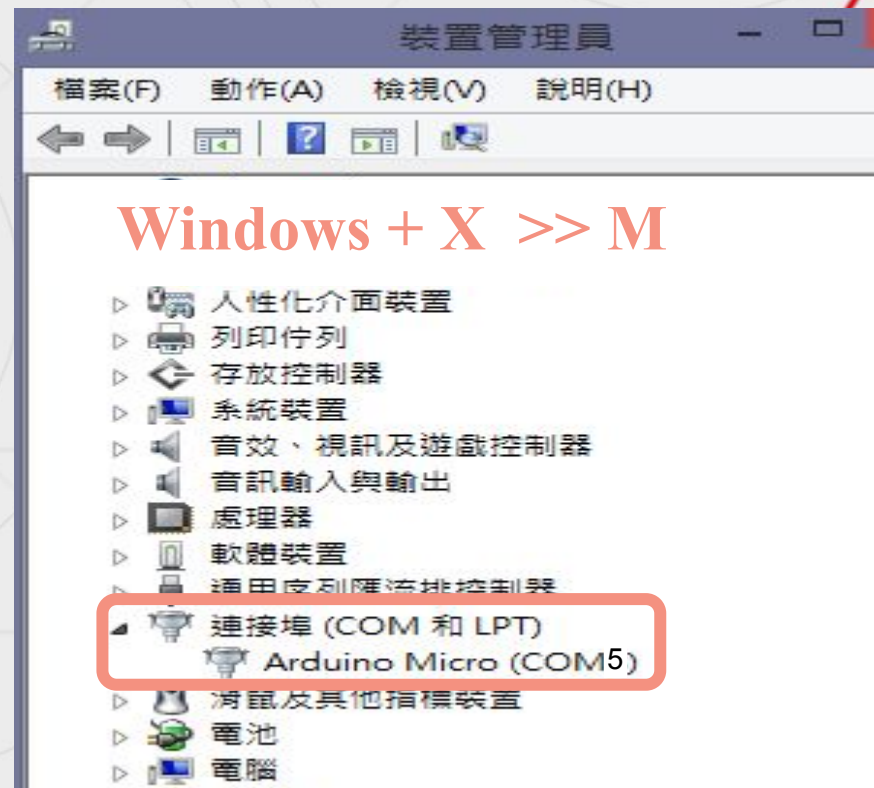 裝置管理員
檔案(F) 動作(A) 檢視(V) 說明(H)
Windows + X >> M
人性化介面裝置
列印佇列
存放控制器
系統裝置
音效、視訊及遊戲控制器
音訊輸入與輸出
處理器
軟體裝置
通用序列匯流排控制器
連接埠 (COM 和 LPT)
Arduino Micro (COM5)
滑鼠及其他指標裝置
電池
電腦